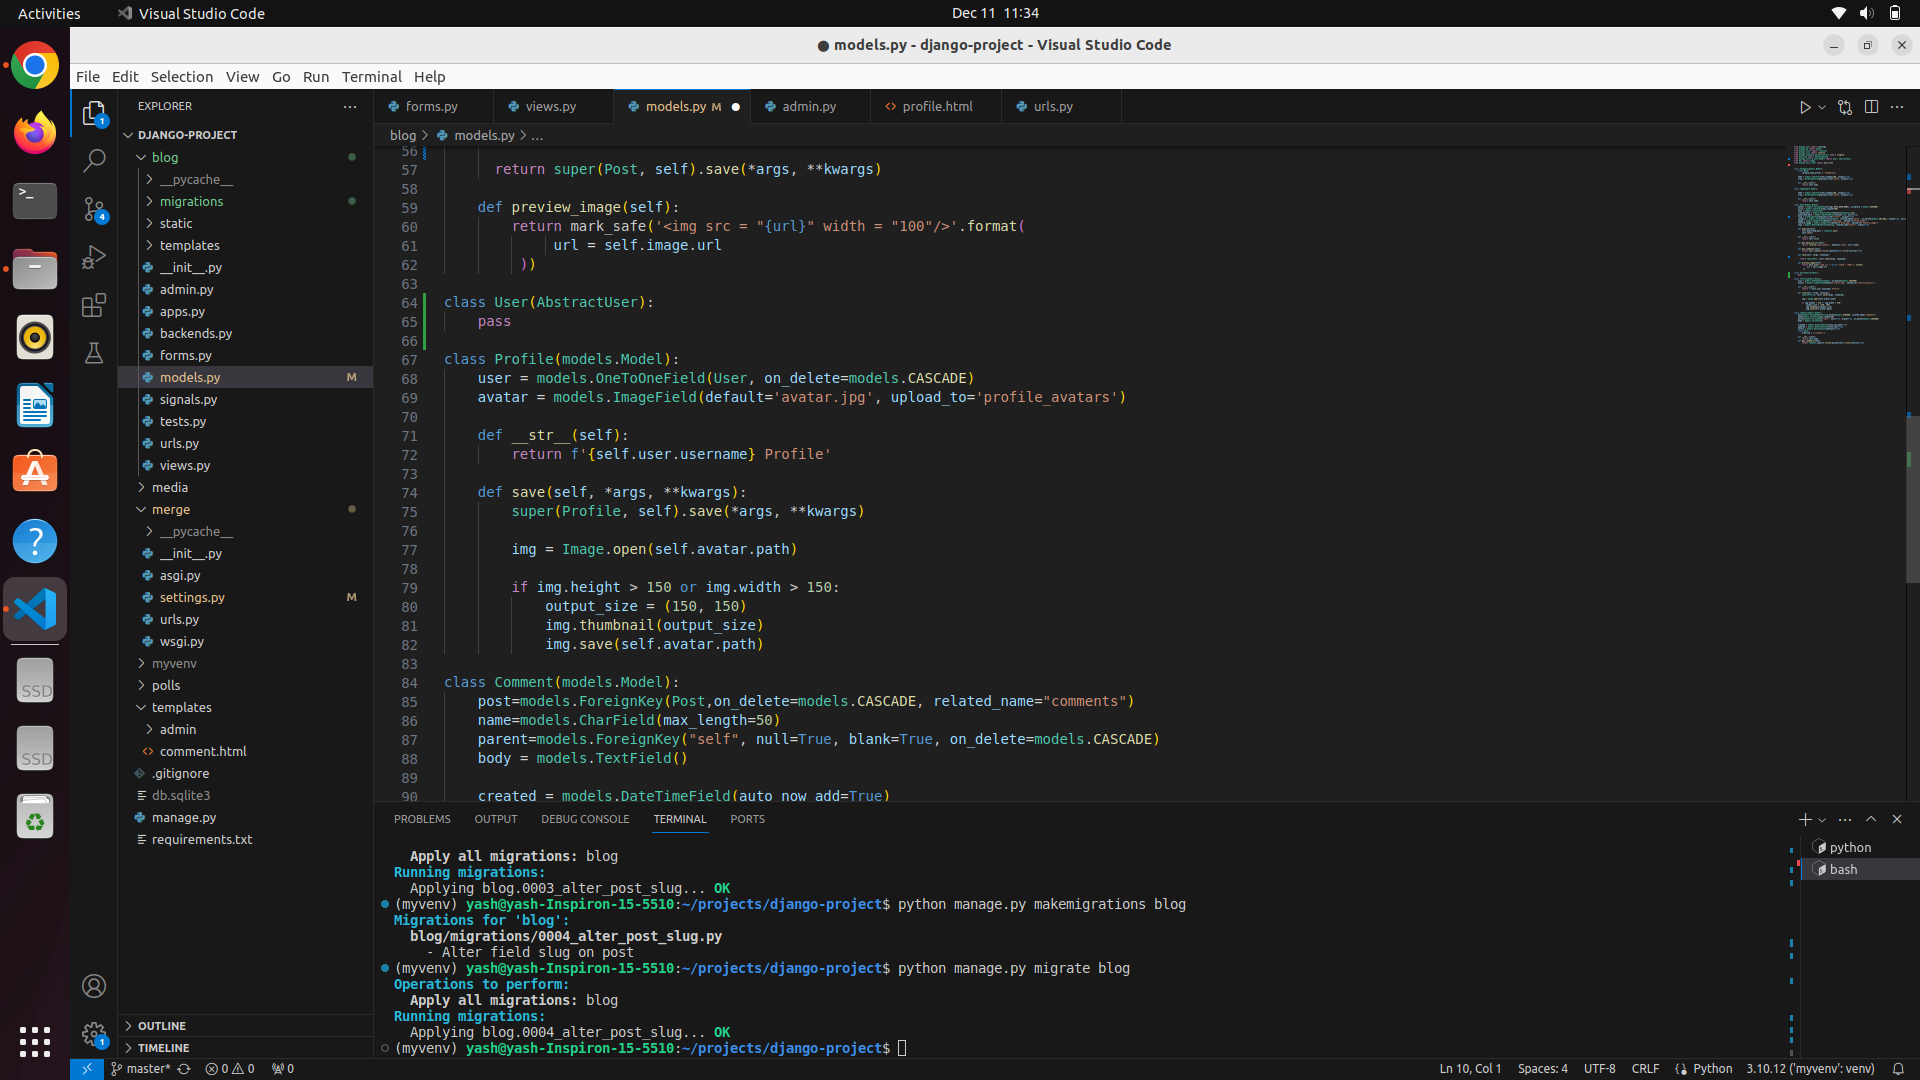 Activities
Visual Studio Code
Dec 11 11:34
● models.py - django-project - Visual Studio Code
File Edit Selection View Go Run Terminal Help
EXPLORER
forms.py
views.py
models.py M
admin.py
profile.html
urls.py
DJANGO-PROJECT
blog
__pycache__
migrations
static
templates
__init__.py
admin.py
apps.py
backends.py
forms.py
models.py M
signals.py
tests.py
urls.py
views.py
media
merge
__pycache__
__init__.py
asgi.py
settings.py M
urls.py
wsgi.py
myvenv
polls
templates
admin
comment.html
.gitignore
db.sqlite3
manage.py
requirements.txt
OUTLINE
TIMELINE
blog > models.py > ...
56
57 return super(Post, self).save(*args, **kwargs)
58
59 def preview_image(self):
60 return mark_safe('<img src = "{url}" width = "100"/>'.format(
61 url = self.image.url
62 ))
63
64 class User(AbstractUser):
65 pass
66
67 class Profile(models.Model):
68 user = models.OneToOneField(User, on_delete=models.CASCADE)
69 avatar = models.ImageField(default='avatar.jpg', upload_to='profile_avatars')
70
71 def __str__(self):
72 return f'{self.user.username} Profile'
73
74 def save(self, *args, **kwargs):
75 super(Profile, self).save(*args, **kwargs)
76
77 img = Image.open(self.avatar.path)
78
79 if img.height > 150 or img.width > 150:
80 output_size = (150, 150)
81 img.thumbnail(output_size)
82 img.save(self.avatar.path)
83
84 class Comment(models.Model):
85 post=models.ForeignKey(Post,on_delete=models.CASCADE, related_name="comments")
86 name=models.CharField(max_length=50)
87 parent=models.ForeignKey("self", null=True, blank=True, on_delete=models.CASCADE)
88 body = models.TextField()
89
90 created = models.DateTimeField(auto_now_add=True)
PROBLEMS OUTPUT DEBUG CONSOLE TERMINAL PORTS
Apply all migrations: blog
Running migrations:
Applying blog.0003_alter_post_slug... OK
(myvenv) yash@yash-Inspiron-15-5510:~/projects/django-project$ python manage.py makemigrations blog
Migrations for 'blog':
blog/migrations/0004_alter_post_slug.py
- Alter field slug on post
(myvenv) yash@yash-Inspiron-15-5510:~/projects/django-project$ python manage.py migrate blog
Operations to perform:
Apply all migrations: blog
Running migrations:
Applying blog.0004_alter_post_slug... OK
(myvenv) yash@yash-Inspiron-15-5510:~/projects/django-project$
python
bash
SSD
SSD
1
4
1
master* 0 0 0
Ln 10, Col 1 Spaces: 4 UTF-8 CRLF Python 3.10.12 ('myvenv': venv)